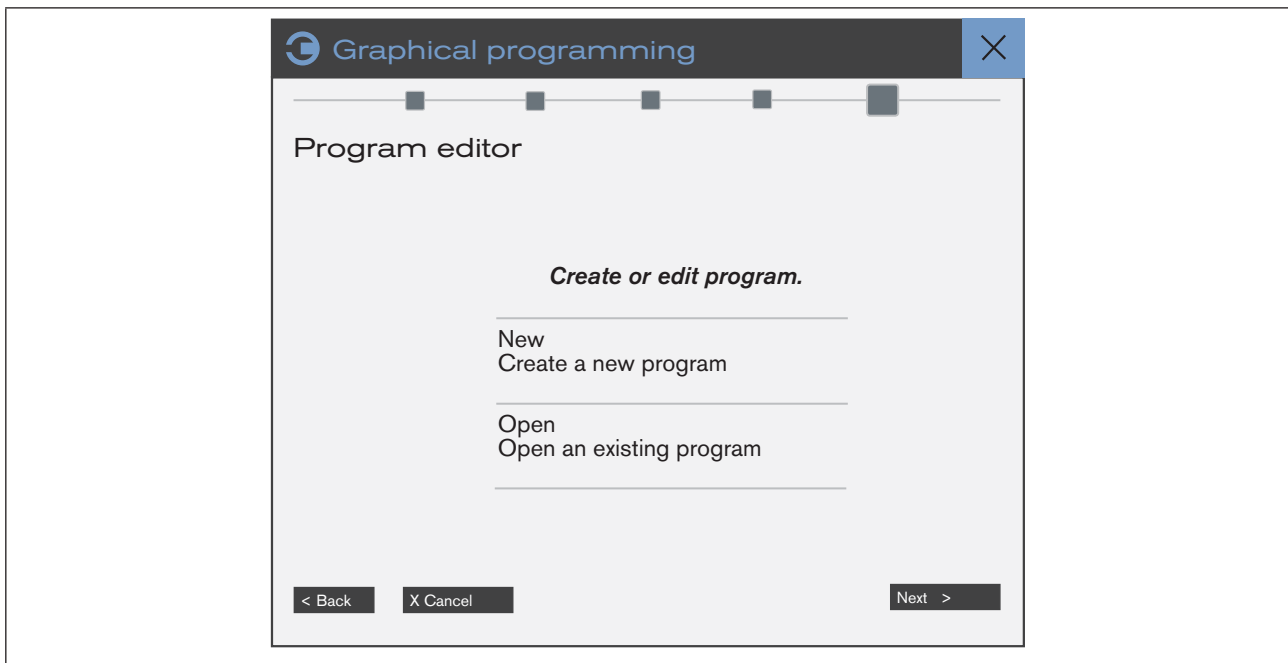 Graphical programming
Program editor
Create or edit program.
New
Create a new program
Open
Open an existing program
< Back
X Cancel
Next >